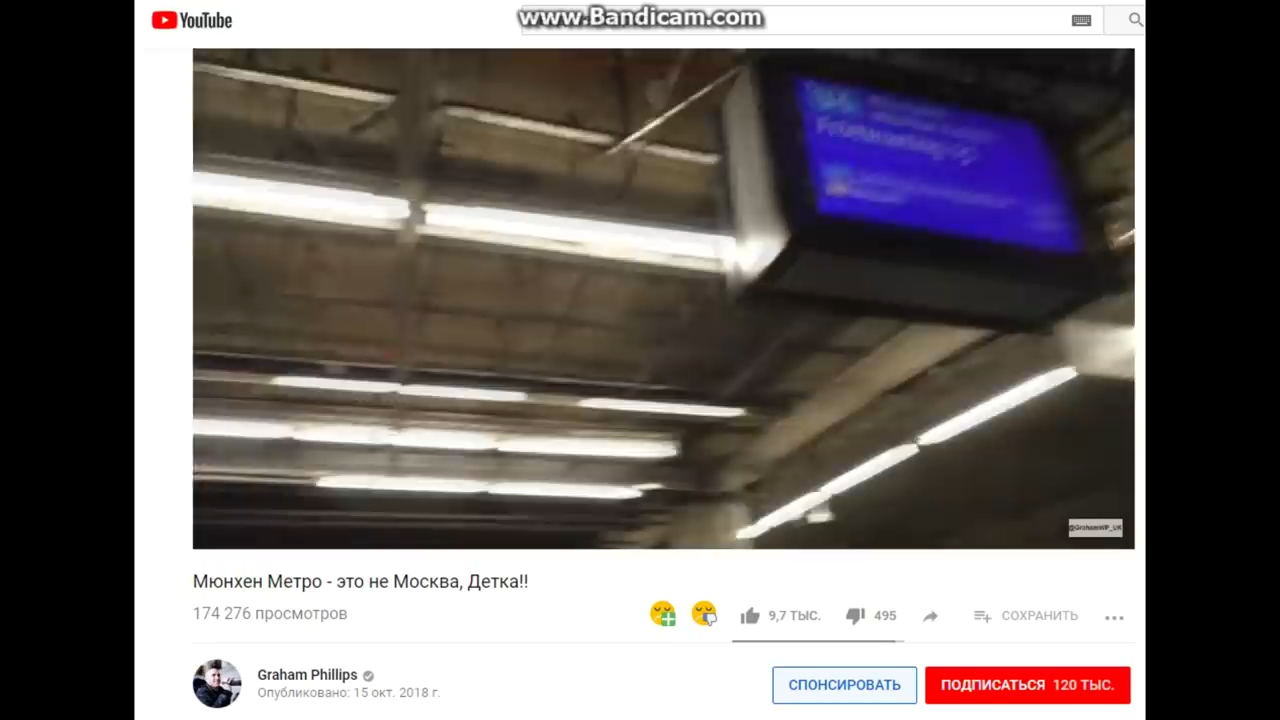 YouTube
www.Bandicam.com
@GrahamWP_UK
Мюнхен Метро - это не Москва, Детка!!
174 276 просмотров
9,7 ТЫС.
495
СОХРАНИТЬ
Graham Phillips
Опубликовано: 15 окт. 2018 г.
СПОНСИРОВАТЬ
ПОДПИСАТЬСЯ 120 ТЫС.